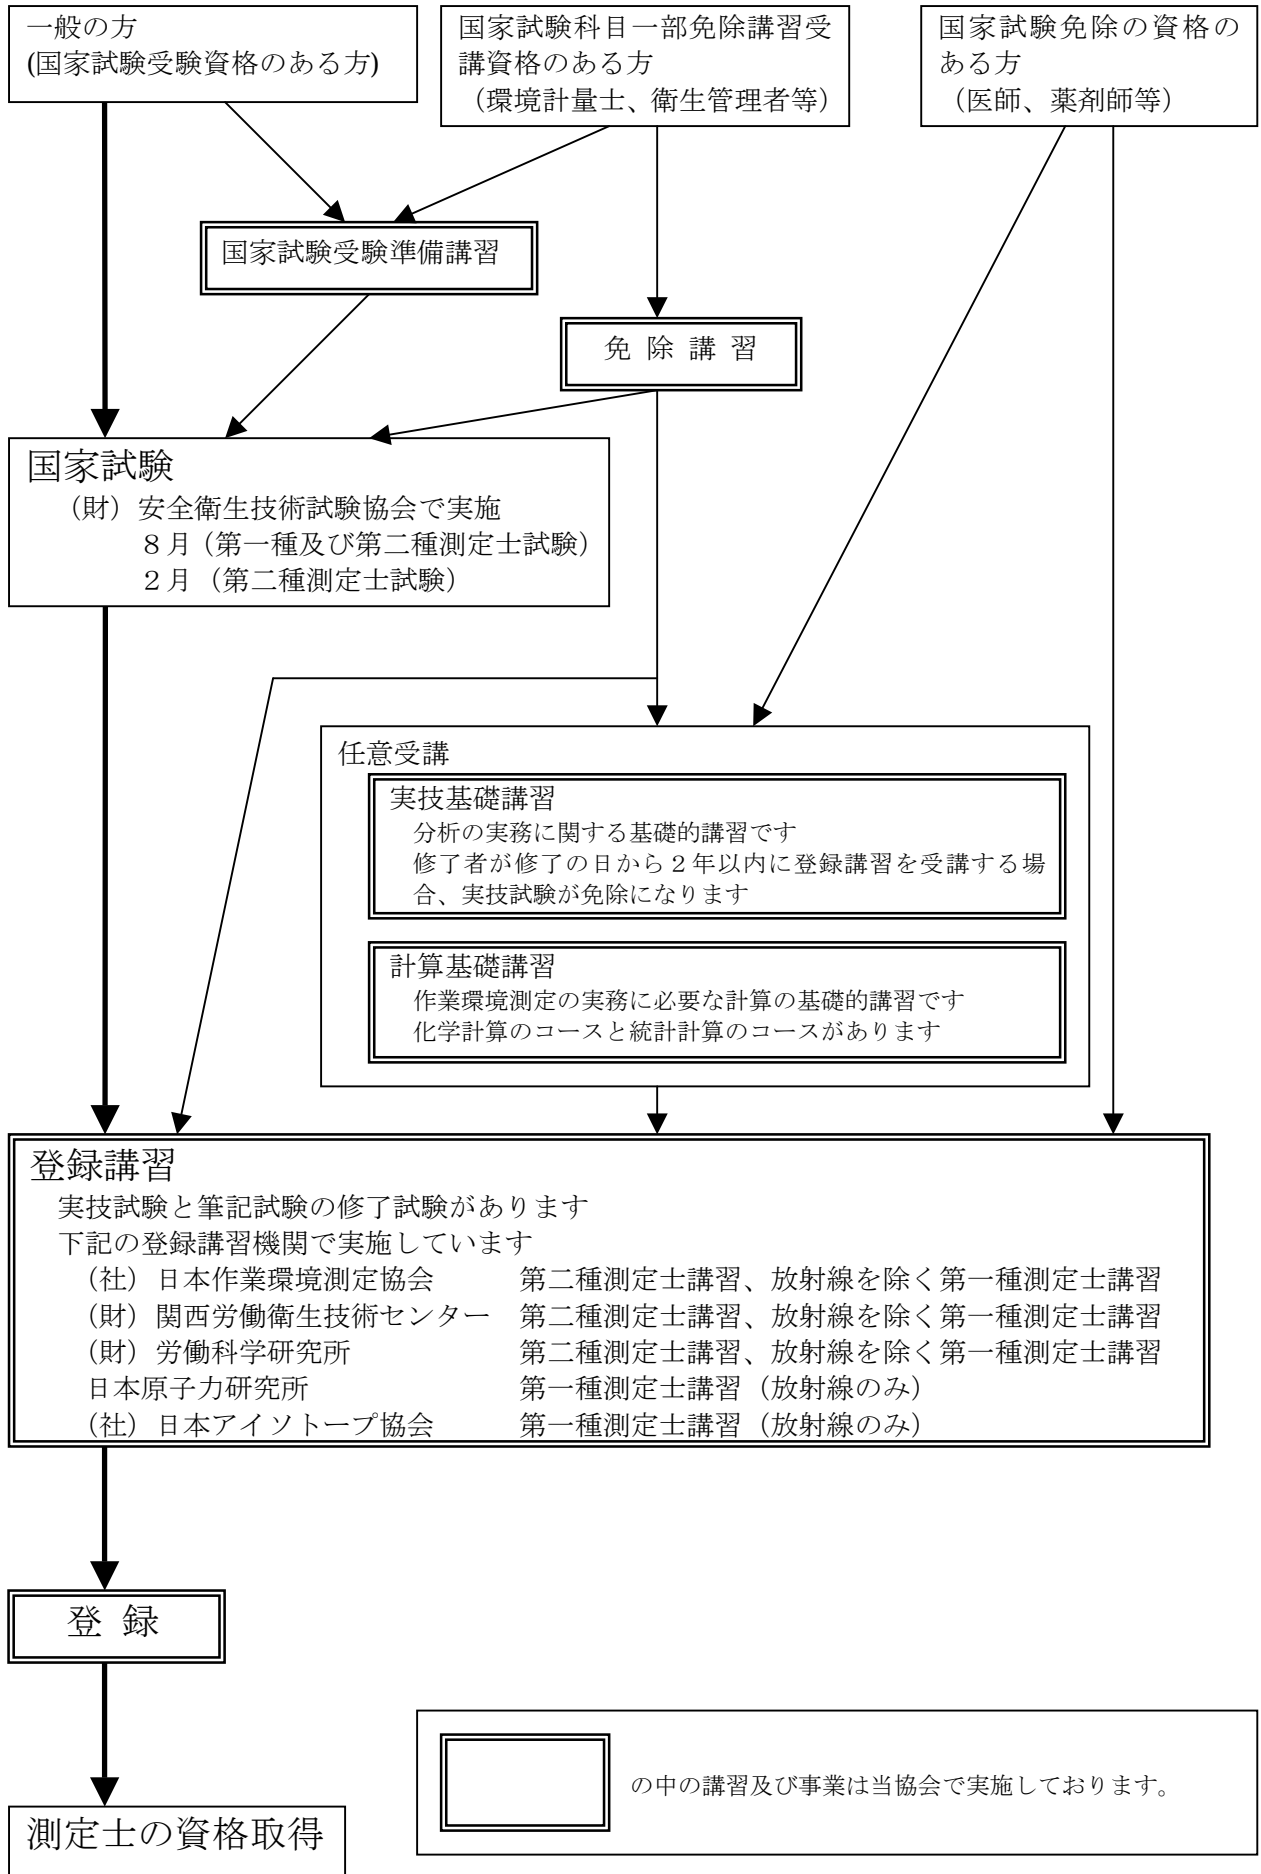 一般の方
(国家試験受験資格のある方)
国家試験科目一部免除講習受
講資格のある方
（環境計量士、衛生管理者等）
国家試験免除の資格の
ある方
（医師、薬剤師等）
国家試験受験準備講習
免 除 講 習
国家試験
（財）安全衛生技術試験協会で実施
８月（第一種及び第二種測定士試験）
２月（第二種測定士試験）
任意受講
実技基礎講習
分析の実務に関する基礎的講習です
修了者が修了の日から２年以内に登録講習を受講する場
合、実技試験が免除になります
計算基礎講習
作業環境測定の実務に必要な計算の基礎的講習です
化学計算のコースと統計計算のコースがあります
登録講習
実技試験と筆記試験の修了試験があります
下記の登録講習機関で実施しています
（社）日本作業環境測定協会　第二種測定士講習、放射線を除く第一種測定士講習
（財）関西労働衛生技術センター　第二種測定士講習、放射線を除く第一種測定士講習
（財）労働科学研究所　第二種測定士講習、放射線を除く第一種測定士講習
日本原子力研究所　第一種測定士講習（放射線のみ）
（社）日本アイソトープ協会　第一種測定士講習（放射線のみ）
登 録
の中の講習及び事業は当協会で実施しております。
測定士の資格取得